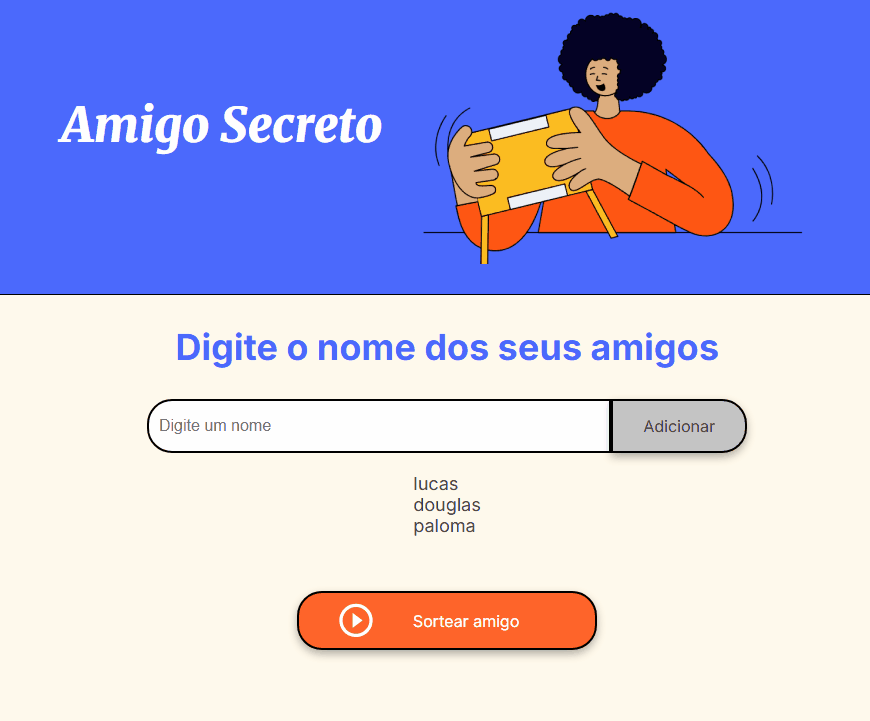 Amigo Secreto
Digite o nome dos seus amigos
Digite um nome
Adicionar
lucas
douglas
paloma
Sortear amigo